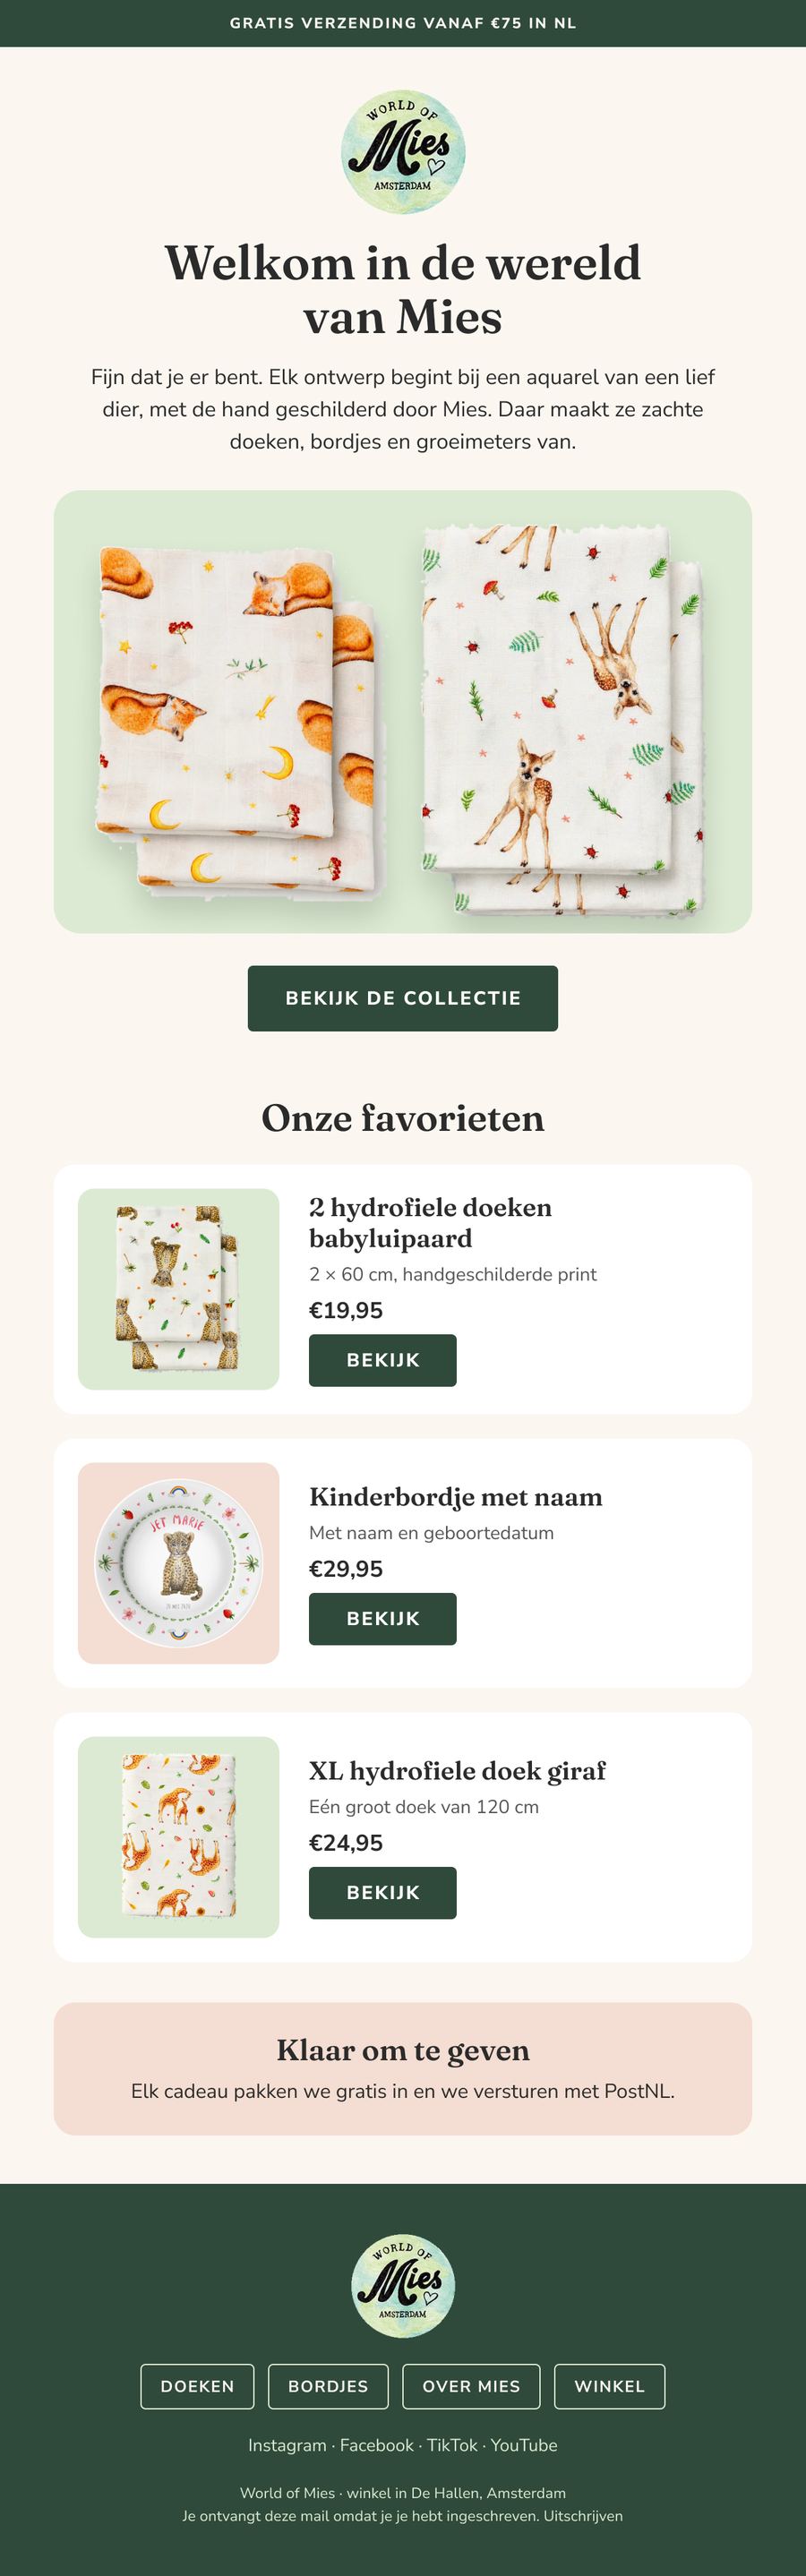 GRATIS VERZENDING VANAF €75 IN NL
WORLD OF
Mies
AMSTERDAM
Welkom in de wereld
van Mies
Fijn dat je er bent. Elk ontwerp begint bij een aquarel van een lief
dier, met de hand geschilderd door Mies. Daar maakt ze zachte
doeken, bordjes en groeimeters van.
BEKIJK DE COLLECTIE
Onze favorieten
2 hydrofiele doeken
babyluipaard
2 × 60 cm, handgeschilderde print
€19,95
BEKIJK
JET MARIE
Kinderbordje met naam
Met naam en geboortedatum
€29,95
BEKIJK
XL hydrofiele doek giraf
Eén groot doek van 120 cm
€24,95
BEKIJK
Klaar om te geven
Elk cadeau pakken we gratis in en we versturen met PostNL.
WORLD OF
Mies
AMSTERDAM
DOEKEN BORDJES OVER MIES WINKEL
Instagram · Facebook · TikTok · YouTube
World of Mies · winkel in De Hallen, Amsterdam
Je ontvangt deze mail omdat je je hebt ingeschreven. Uitschrijven